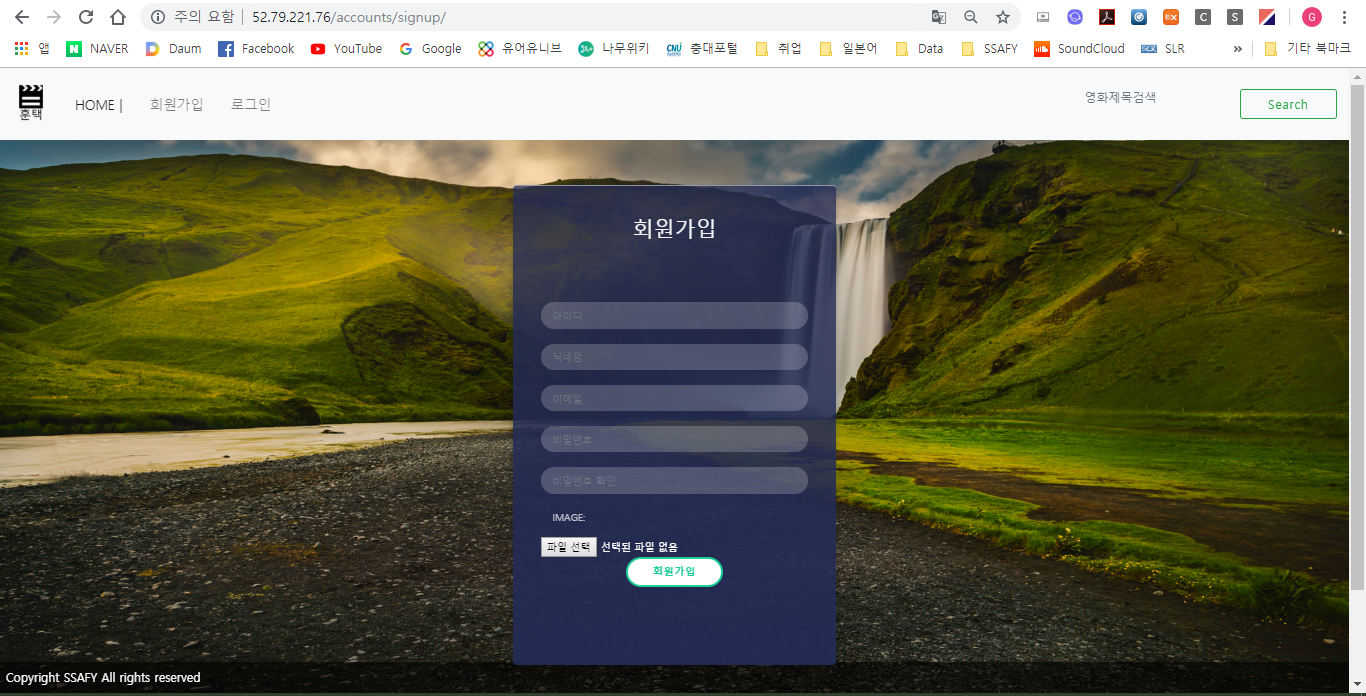 주의 요함 | 52.79.221.76/accounts/signup/
앱 NAVER Daum Facebook YouTube Google 유어유니브 나무위키 CNU 충대포털 취업 일본어 Data SSAFY SoundCloud SLR SLR » 기타 북마크
훈택 HOME | 회원가입 로그인 영화제목검색 Search
회원가입
아이디
닉네임
이메일
비밀번호
비밀번호 확인
IMAGE:
파일 선택 선택된 파일 없음
회원가입
Copyright SSAFY All rights reserved